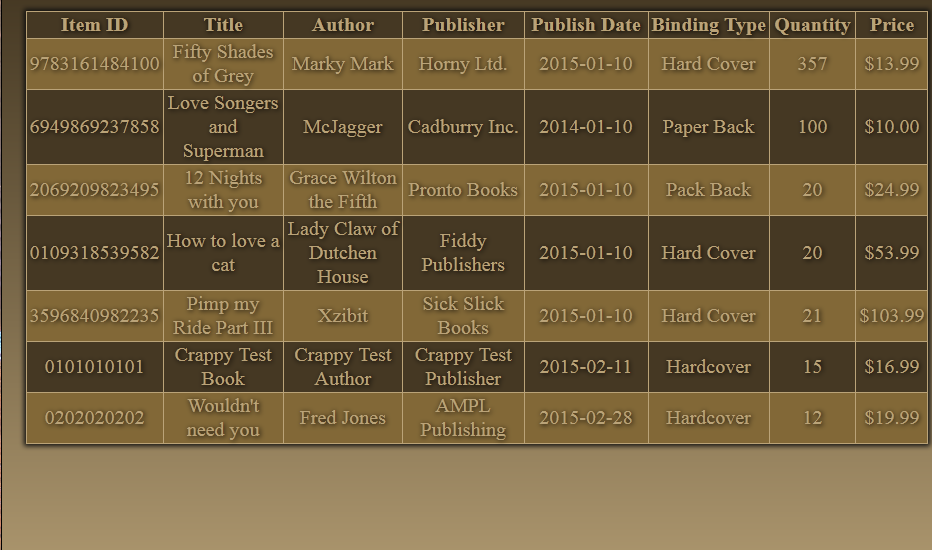 Item ID Title Author Publisher Publish Date Binding Type Quantity Price
9783161484100 Fifty Shades of Grey Marky Mark Horny Ltd. 2015-01-10 Hard Cover 357 $13.99
6949869237858 Love Songers and Superman McJagger Cadburry Inc. 2014-01-10 Paper Back 100 $10.00
2069209823495 12 Nights with you Grace Wilton the Fifth Pronto Books 2015-01-10 Pack Back 20 $24.99
0109318539582 How to love a cat Lady Claw of Dutchen House Fiddy Publishers 2015-01-10 Hard Cover 20 $53.99
3596840982235 Pimp my Ride Part III Xzibit Sick Slick Books 2015-01-10 Hard Cover 21 $103.99
0101010101 Crappy Test Book Crappy Test Author Crappy Test Publisher 2015-02-11 Hardcover 15 $16.99
0202020202 Wouldn't need you Fred Jones AMPL Publishing 2015-02-28 Hardcover 12 $19.99